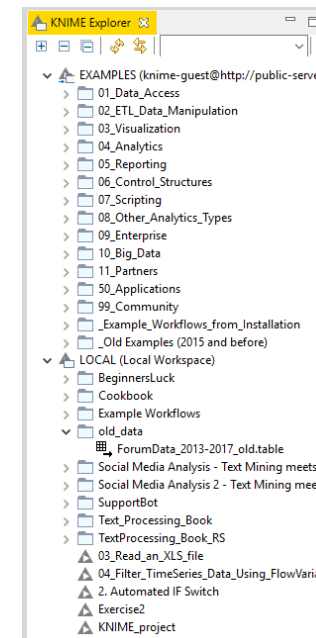 KNIME Explorer
EXAMPLES (knime-guest@http://public-serve
01_Data_Access
02_ETL_Data_Manipulation
03_Visualization
04_Analytics
05_Reporting
06_Control_Structures
07_Scripting
08_Other_Analytics_Types
09_Enterprise
10_Big_Data
11_Partners
50_Applications
99_Community
_Example_Workflows_from_Installation
_Old Examples (2015 and before)
LOCAL (Local Workspace)
BeginnersLuck
Cookbook
Example Workflows
old_data
ForumData_2013-2017_old.table
Social Media Analysis - Text Mining meets
Social Media Analysis 2 - Text Mining mee
SupportBot
Text_Processing_Book
TextProcessing_Book_RS
03_Read_an_XLS_file
04_Filter_TimeSeries_Data_Using_FlowVaria
2. Automated IF Switch
Exercise2
KNIME_project